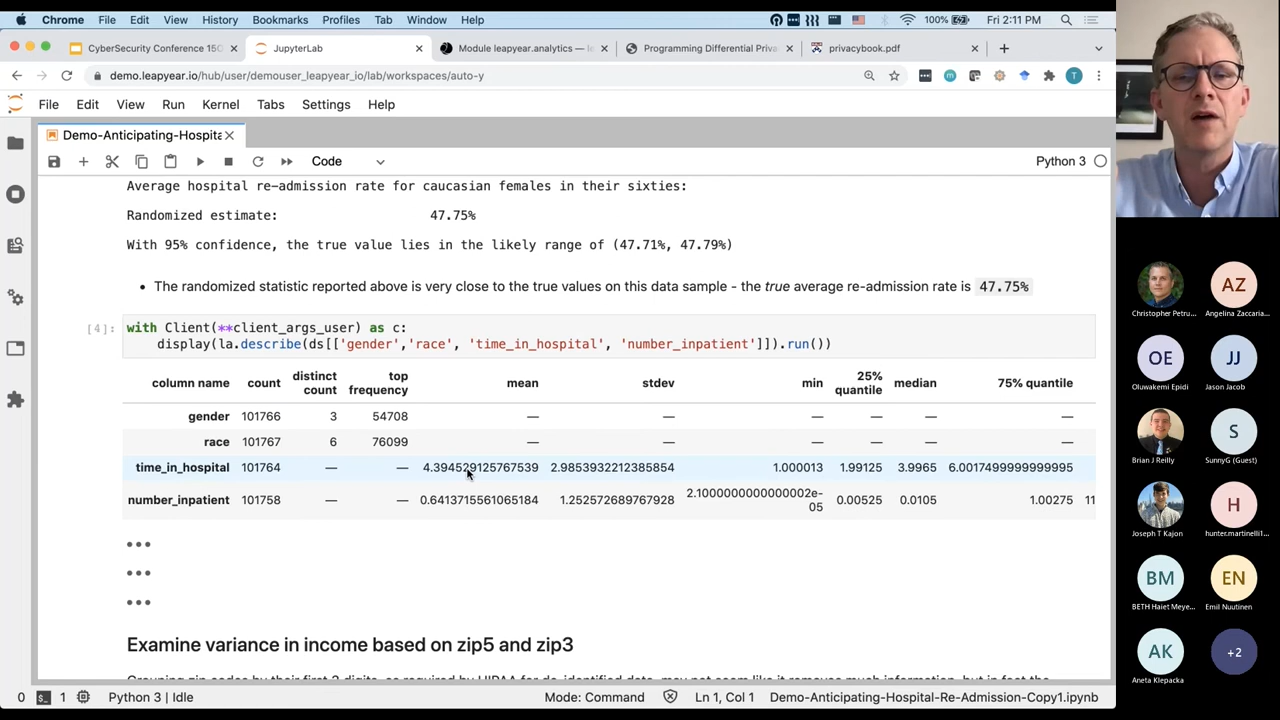 Chrome File Edit View History Bookmarks Profiles Tab Window Help 100% Fri 2:11 PM
CyberSecurity Conference 150 JupyterLab Module leapyear.analytics — Programming Differential Priva privacybook.pdf
demo.leapyear.io/hub/user/demouser_leapyear_io/lab/workspaces/auto-y T
File Edit View Run Kernel Tabs Settings Help
Demo-Anticipating-Hospita
Code Python 3
Average hospital re-admission rate for caucasian females in their sixties:
Randomized estimate: 47.75%
With 95% confidence, the true value lies in the likely range of (47.71%, 47.79%)
• The randomized statistic reported above is very close to the true values on this data sample - the true average re-admission rate is 47.75%
[4]: with Client(**client_args_user) as c:
display(la.describe(ds[['gender','race', 'time_in_hospital', 'number_inpatient']]).run())
column name count distinct count top frequency mean stdev min 25% quantile median 75% quantile
gender 101766 3 54708 — — — — — —
race 101767 6 76099 — — — — — —
time_in_hospital 101764 — — 4.394529125767539 2.9853932212385854 1.000013 1.99125 3.9965 6.0017499999999995
number_inpatient 101758 — — 0.6413715561065184 1.252572689767928 2.1000000000000002e-05 0.00525 0.0105 1.00275 11
Examine variance in income based on zip5 and zip3
0 1 Python 3 | Idle Mode: Command Ln 1, Col 1 Demo-Anticipating-Hospital-Re-Admission-Copy1.ipynb
AZ
Christopher Petru... Angelina Zaccaria...
OE JJ
Oluwakemi Epidi Jason Jacob
S
Brian J Reilly SunnyG (Guest)
H
Joseph T Kajon hunter.martinelli1...
BM EN
BETH Haiet Meye... Emil Nuutinen
AK +2
Aneta Klepacka